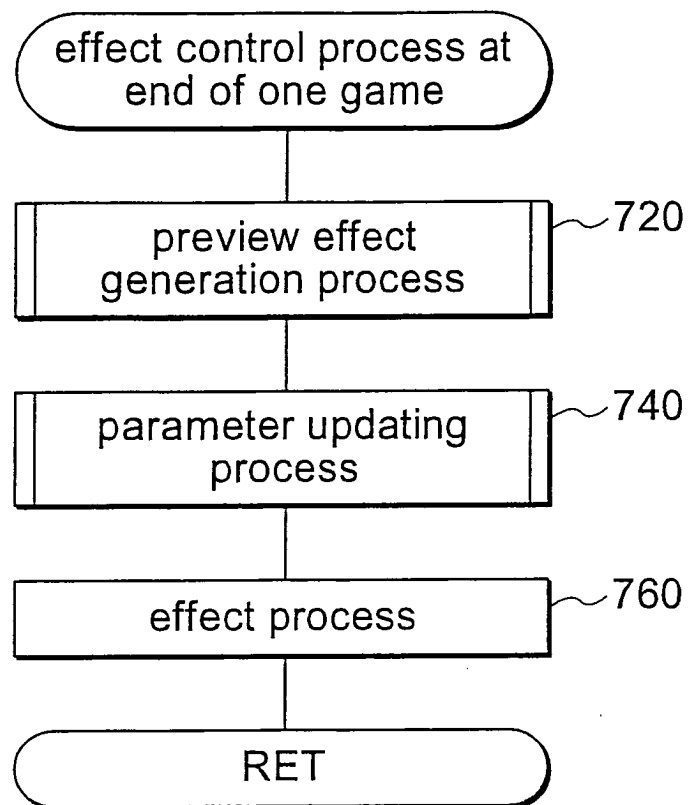 effect control process at
end of one game
preview effect
generation process
720
parameter updating
process
740
effect process
760
RET